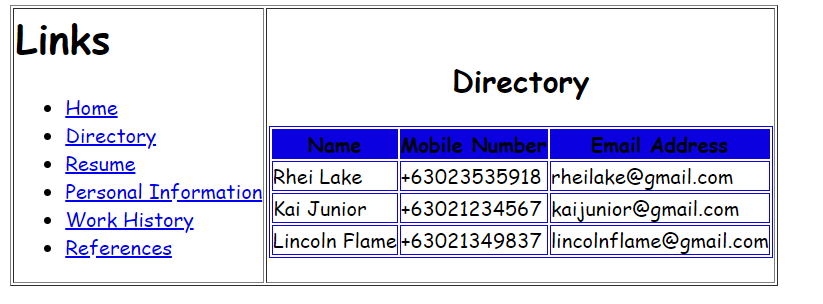 Links
Home
Directory
Resume
Personal Information
Work History
References
Directory
Name Mobile Number Email Address
Rhei Lake +63023535918 rheilake@gmail.com
Kai Junior +63021234567 kaijunior@gmail.com
Lincoln Flame +63021349837 lincolnflame@gmail.com